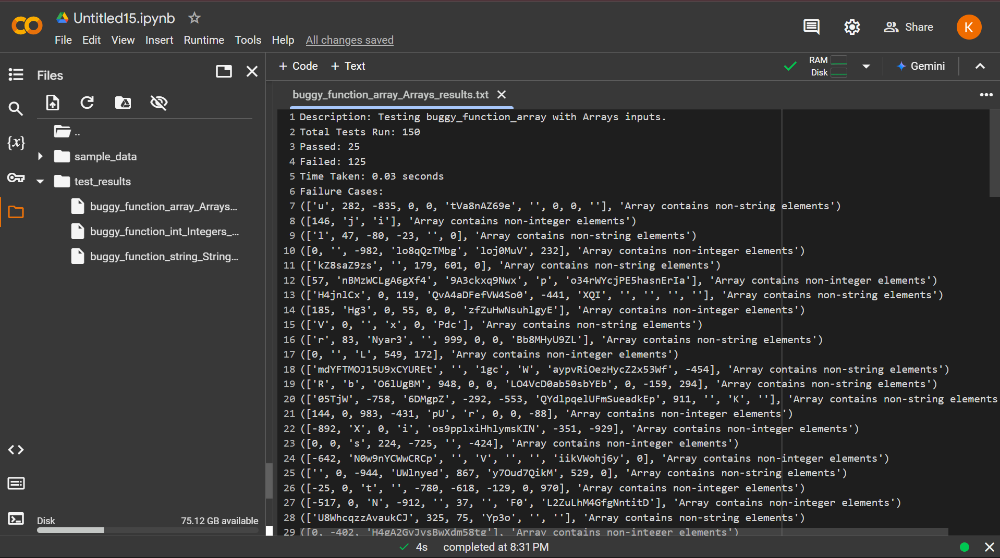 Untitled15.ipynb
File Edit View Insert Runtime Tools Help All changes saved
Share
K
Files
+ Code + Text
RAM
Disk
Gemini
..
sample_data
test_results
buggy_function_array_Arrays...
buggy_function_int_Integers_...
buggy_function_string_String...
Disk 75.12 GB available
buggy_function_array_Arrays_results.txt
1 Description: Testing buggy_function_array with Arrays inputs.
2 Total Tests Run: 150
3 Passed: 25
4 Failed: 125
5 Time Taken: 0.03 seconds
6 Failure Cases:
7 (['u', 282, -835, 0, 0, 'tVa8nAZ69e', '', 0, 0, ''], 'Array contains non-string elements')
8 ([146, 'j', 'i'], 'Array contains non-integer elements')
9 (['l', 47, -80, -23, '', 0], 'Array contains non-string elements')
10 ([0, '', -982, 'lo8qQzTMbg', 'loj0MuV', 232], 'Array contains non-integer elements')
11 (['kZ8saZ9zs', '', 179, 601, 0], 'Array contains non-string elements')
12 ([57, 'nBMzWCLgA6gXf4', '9A3ckxq9Nwx', 'p', 'o34rWYcjPE5hasnErIa'], 'Array contains non-integer elements')
13 (['H4jnlCx', 0, 119, 'QvA4aDFefVW4So0', -441, 'XQI', '', '', '', ''], 'Array contains non-string elements')
14 ([185, 'Hg3', 0, 55, 0, 0, 'zfZuHwNsuhlgyE'], 'Array contains non-integer elements')
15 (['V', 0, '', 'x', 0, 'Pdc'], 'Array contains non-string elements')
16 (['r', 83, 'Nyar3', '', 999, 0, 0, 'Bb8MHyU9ZL'], 'Array contains non-string elements')
17 ([0, '', 'L', 549, 172], 'Array contains non-integer elements')
18 (['mdYFTMOJ15U9xCYUREt', '', '1gc', 'W', 'aypvRiOezHycZ2x53Wf', -454], 'Array contains non-string elements')
19 (['R', 'b', 'O6lUgBM', 948, 0, 0, 'LO4VcD0ab50sbYEb', 0, -159, 294], 'Array contains non-string elements')
20 (['05TjW', -758, '6DMgpZ', -292, -553, 'QYdlpqelUFmSueadkEp', 911, '', 'K', ''], 'Array contains non-string elements
21 ([144, 0, 983, -431, 'pU', 'r', 0, 0, -88], 'Array contains non-integer elements')
22 ([-892, 'X', 0, 'i', 'os9pplxiHhlymsKIN', -351, -929], 'Array contains non-integer elements')
23 ([0, 0, 's', 224, -725, '', -424], 'Array contains non-integer elements')
24 ([-642, 'N0w9nYCWwCRCp', '', 'V', '', '', 'iikVWohj6y', 0], 'Array contains non-integer elements')
25 (['', 0, -944, 'UWlnyed', 867, 'y7Oud7QikM', 529, 0], 'Array contains non-string elements')
26 ([-25, 0, 't', '', -780, -618, -129, 0, 970], 'Array contains non-integer elements')
27 ([-517, 0, 'N', -912, '', 37, '', 'F0', 'L2ZuLhM4GfgNntitD'], 'Array contains non-integer elements')
28 (['U8WhcqzzAvaukCJ', 325, 75, 'Yp3o', '', ''], 'Array contains non-string elements')
29 ([0, -402, 'H4gA2GyJysBwXdm58tg'], 'Array contains non-integer elements')
4s completed at 8:31 PM